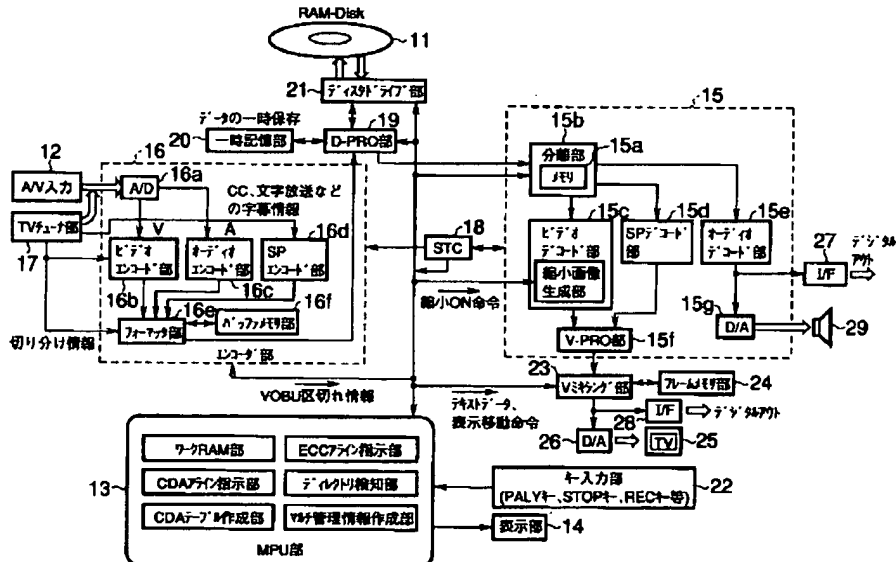 RAM-Disk
11
21
ディスタドライブ部
データの一時保存
20
一時記憶部
19
D-PRO部
12
A/V入力
TVチューナ部
17
16
A/D
16a
CC、文字放送など
の字幕情報
V
A
16d
ビデオ
エンコード部
オーディオ
エンコード部
SP
エンコード部
16b
16c
16e
フォーマッタ部
16f
バッファメモリ部
切り分け情報
エンコーダ部
VOBU区切れ情報
18
STC
縮小ON命令
15
15b
分離部
15a
メモリ
15c
ビデオ
デコード部
縮小画像
生成部
15d
SPデコード
部
15e
オーディオ
デコード部
27
I/F
デジタル
アウト
15g
D/A
29
V-PRO部
15f
23
Vミキシング部
フレームメモリ部
24
テキストデータ、
表示移動命令
28
I/F
デジタルアウト
26
D/A
TV
25
13
ワークRAM部
ECCアライン指示部
CDAアライン指示部
ディレクトリ検知部
CDAテーブル作成部
マルチ管理情報作成部
MPU部
キー入力部
(PALYキー、STOPキー、RECキー等)
22
表示部
14